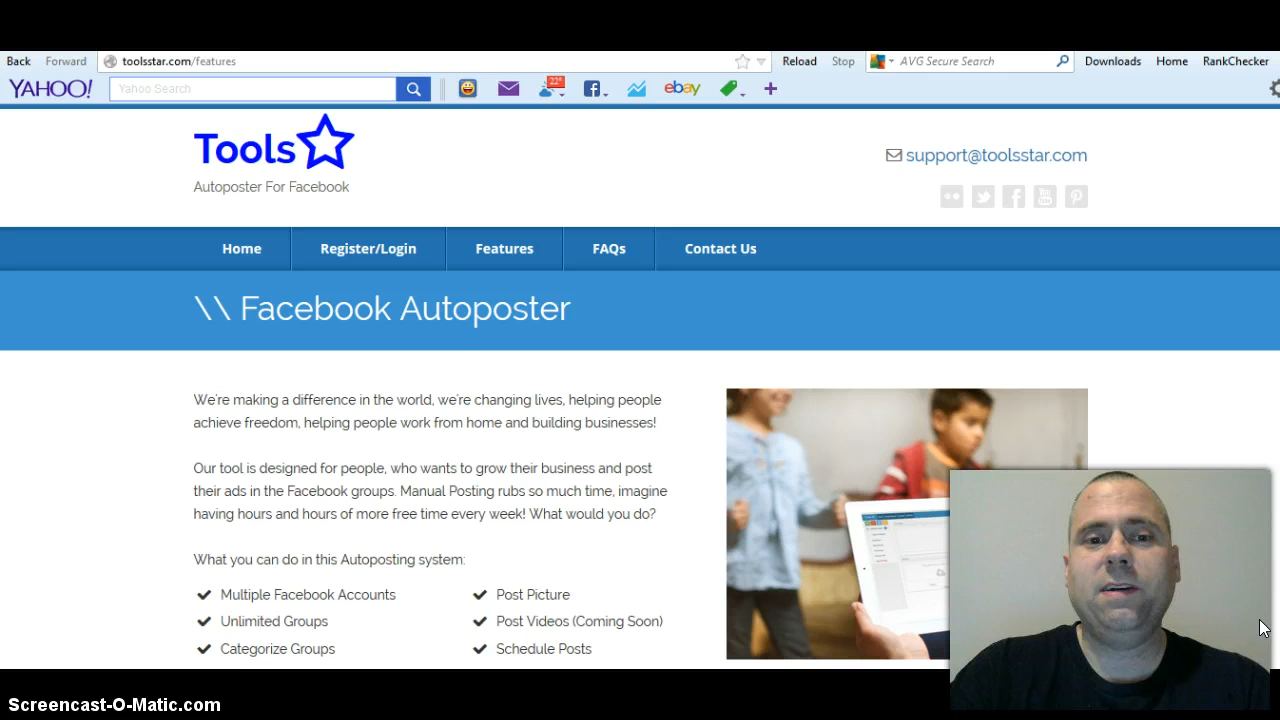 Back Forward toolsstar.com/features Reload Stop AVG Secure Search Downloads Home RankChecker
YAHOO! Yahoo Search 22° ebay
Tools
support@toolsstar.com
Autoposter For Facebook
Home Register/Login Features FAQs Contact Us
\\ Facebook Autoposter
We're making a difference in the world, we're changing lives, helping people
achieve freedom, helping people work from home and building businesses!
Our tool is designed for people, who wants to grow their business and post
their ads in the Facebook groups. Manual Posting rubs so much time, imagine
having hours and hours of more free time every week! What would you do?
What you can do in this Autoposting system:
Multiple Facebook Accounts Post Picture
Unlimited Groups Post Videos (Coming Soon)
Categorize Groups Schedule Posts
Screencast-O-Matic.com